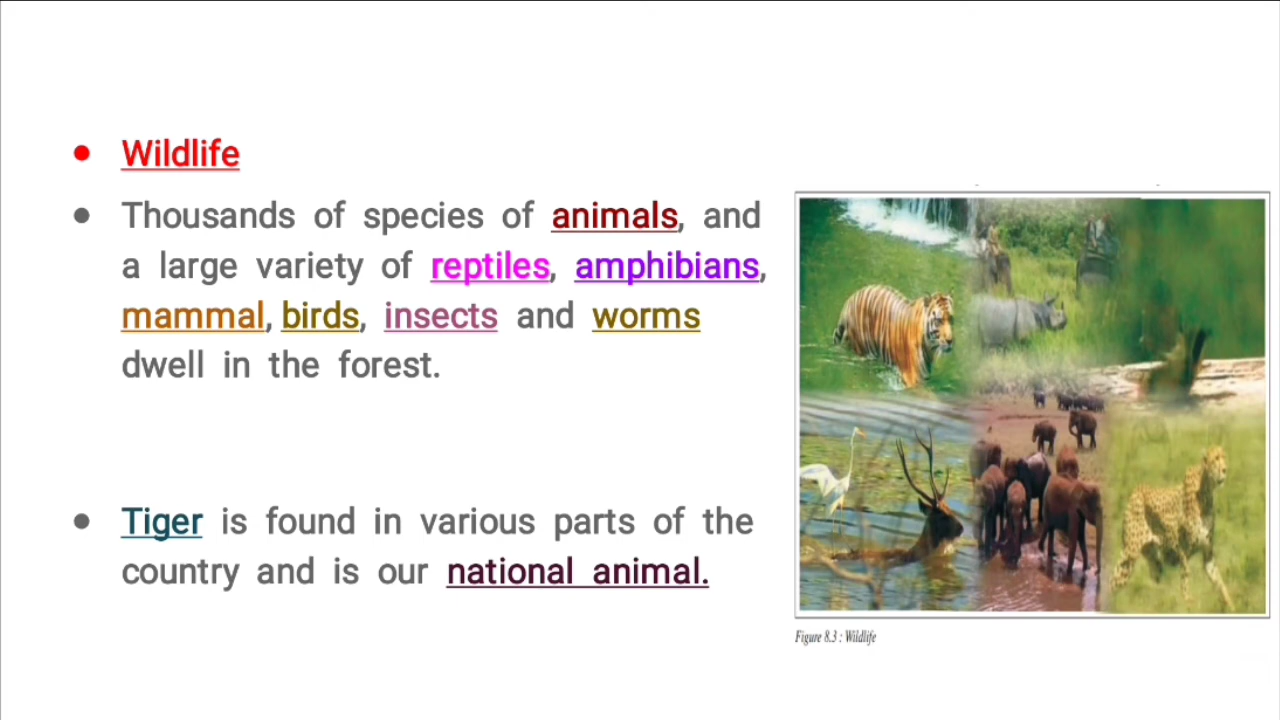 Wildlife
Thousands of species of animals, and
a large variety of reptiles, amphibians,
mammal, birds, insects and worms
dwell in the forest.
Tiger is found in various parts of the
country and is our national animal.
Figure 8.3 : Wildlife